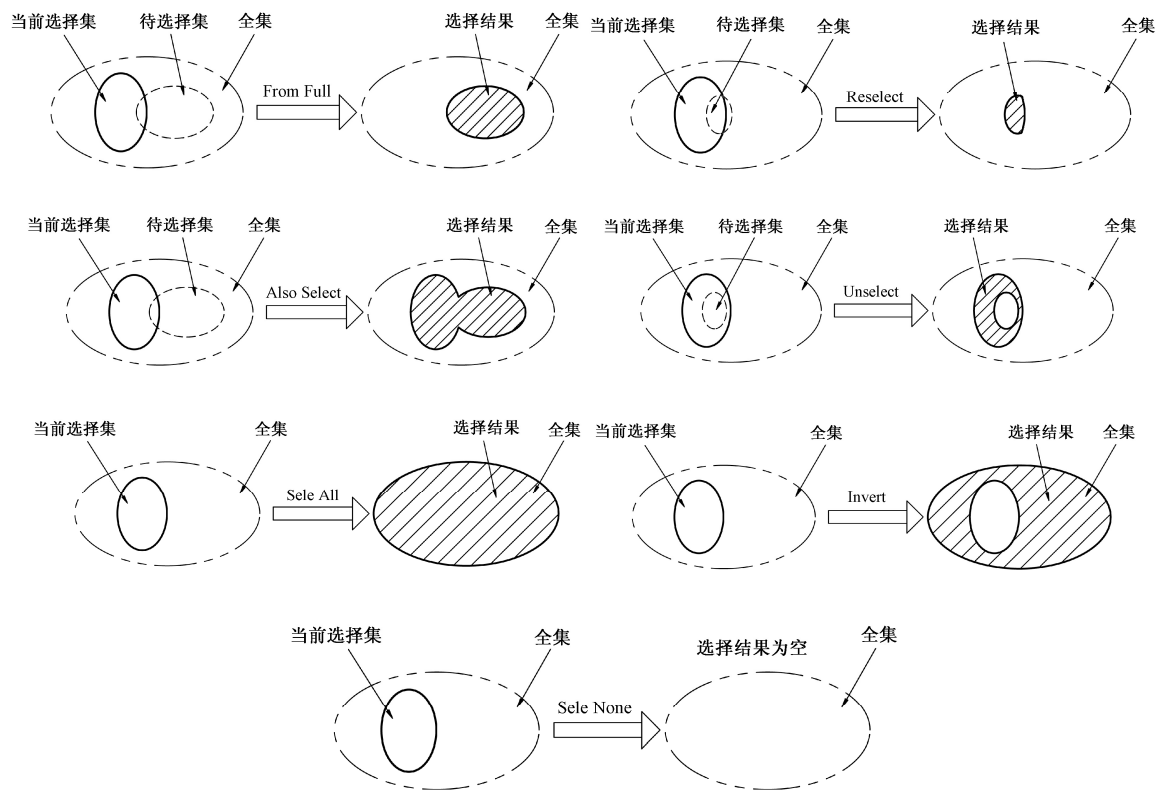 当前选择集 待选择集 全集 选择结果 全集
From Full
当前选择集 待选择集 全集 选择结果 全集
Reselect
当前选择集 待选择集 全集 选择结果 全集
Also Select
当前选择集 待选择集 全集 选择结果 全集
Unselect
当前选择集 全集 选择结果 全集
Sele All
当前选择集 全集 选择结果 全集
Invert
当前选择集 全集 选择结果为空 全集
Sele None